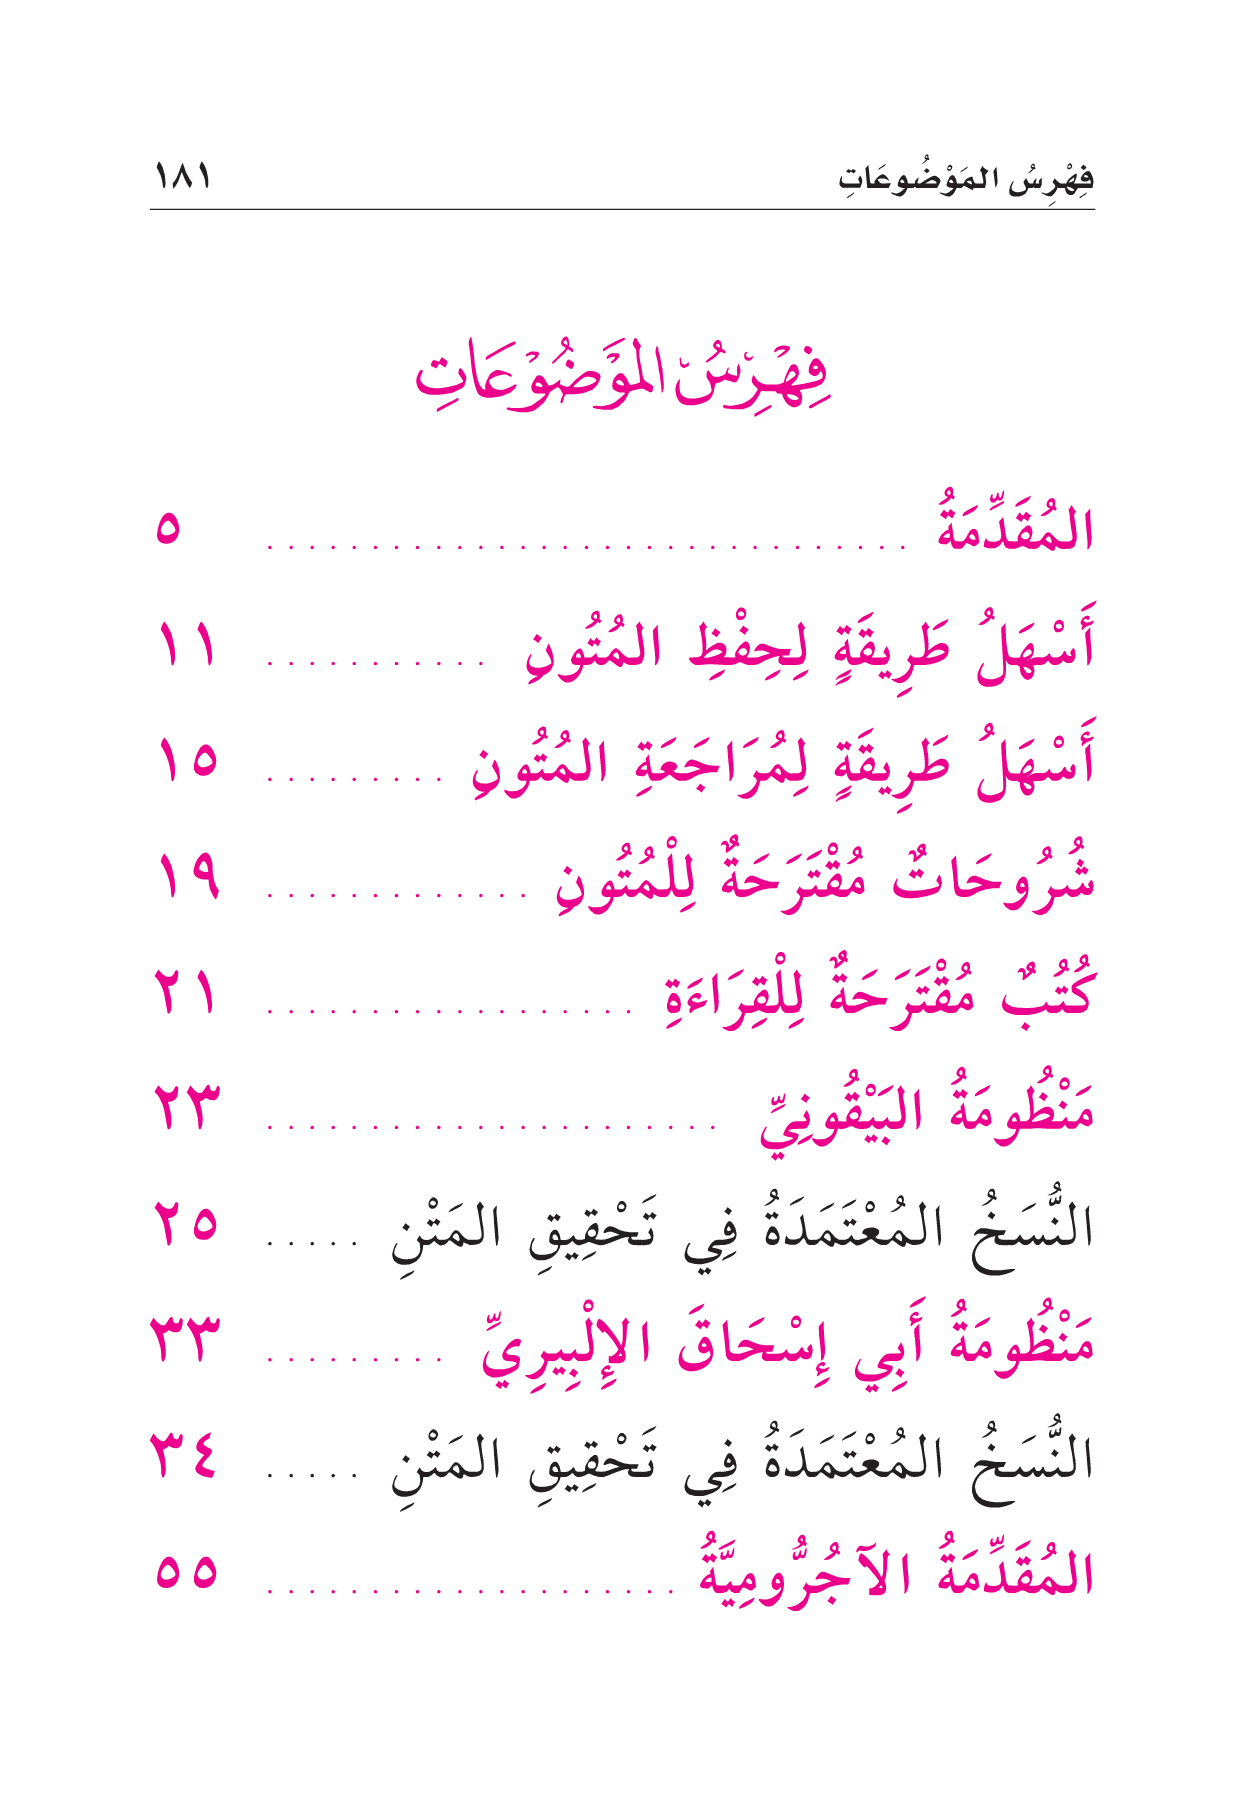 فِهْرِسُ المَوْضُوعَاتِ ١٨١
فِهْرِسُ المَوْضُوْعَاتِ
المُقَدِّمَةُ . . . . . . . . . . . . . . . . . . . . . . . . . . . . . . . ٥
أَسْهَلُ طَرِيقَةٍ لِحِفْظِ المُتُونِ . . . . . . . . . . . ١١
أَسْهَلُ طَرِيقَةٍ لِمُرَاجَعَةِ المُتُونِ . . . . . . . . . ١٥
شُرُوحَاتٌ مُقْتَرَحَةٌ لِلْمُتُونِ . . . . . . . . . . . . . ١٩
كُتُبٌ مُقْتَرَحَةٌ لِلْقِرَاءَةِ . . . . . . . . . . . . . . . . . . ٢١
مَنْظُومَةُ البَيْقُونِيِّ . . . . . . . . . . . . . . . . . . . . . . ٢٣
النُّسَخُ المُعْتَمَدَةُ فِي تَحْقِيقِ المَتْنِ . . . . . ٢٥
مَنْظُومَةُ أَبِي إِسْحَاقَ الإِلْبِيرِيِّ . . . . . . . . . ٣٣
النُّسَخُ المُعْتَمَدَةُ فِي تَحْقِيقِ المَتْنِ . . . . . ٣٤
المُقَدِّمَةُ الآجُرُّومِيَّةُ . . . . . . . . . . . . . . . . . . . . ٥٥